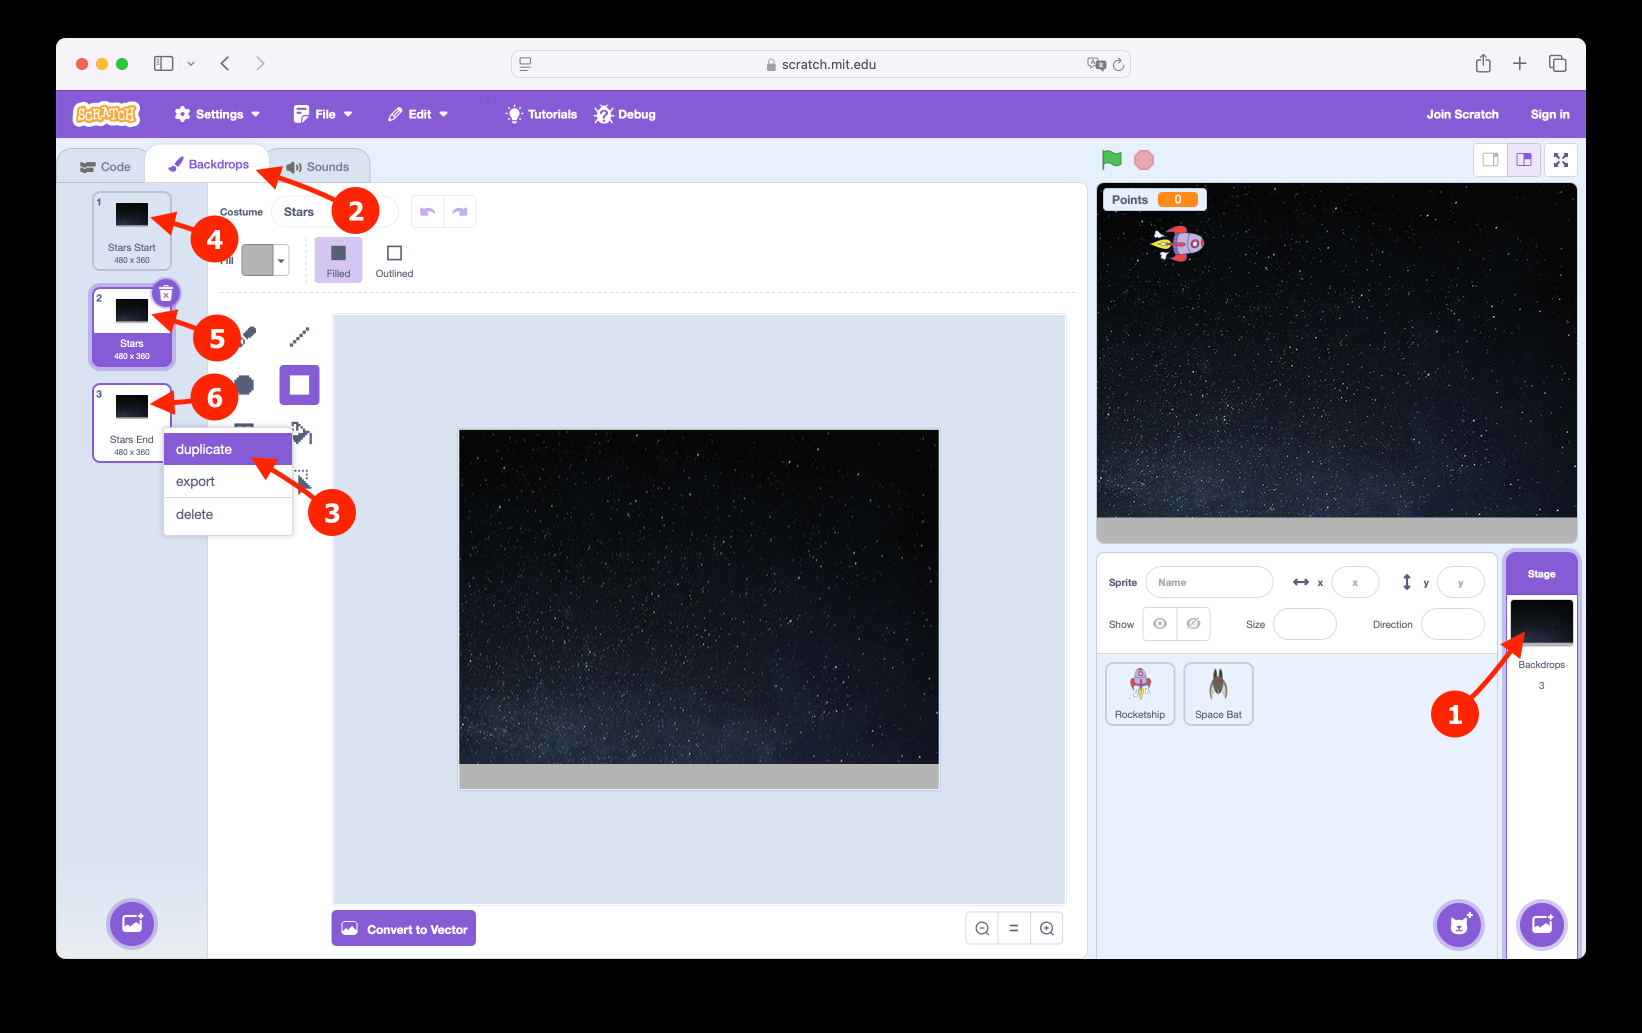 scratch.mit.edu
SCRATCH
Settings
File
Edit
Tutorials
Debug
Join Scratch
Sign in
Code
Backdrops
Sounds
2
1
Stars Start
480 x 360
4
2
Stars
480 x 360
5
3
Stars End
480 x 360
6
duplicate
export
delete
3
Costume
Stars
Filled
Outlined
Convert to Vector
Points 0
Sprite
Name
x
x
y
y
Show
Size
Direction
Rocketship
Space Bat
Stage
Backdrops
3
1